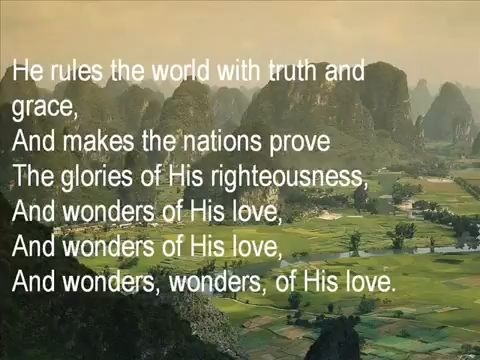 He rules the world with truth and
grace,
And makes the nations prove
The glories of His righteousness,
And wonders of His love,
And wonders of His love,
And wonders, wonders, of His love.